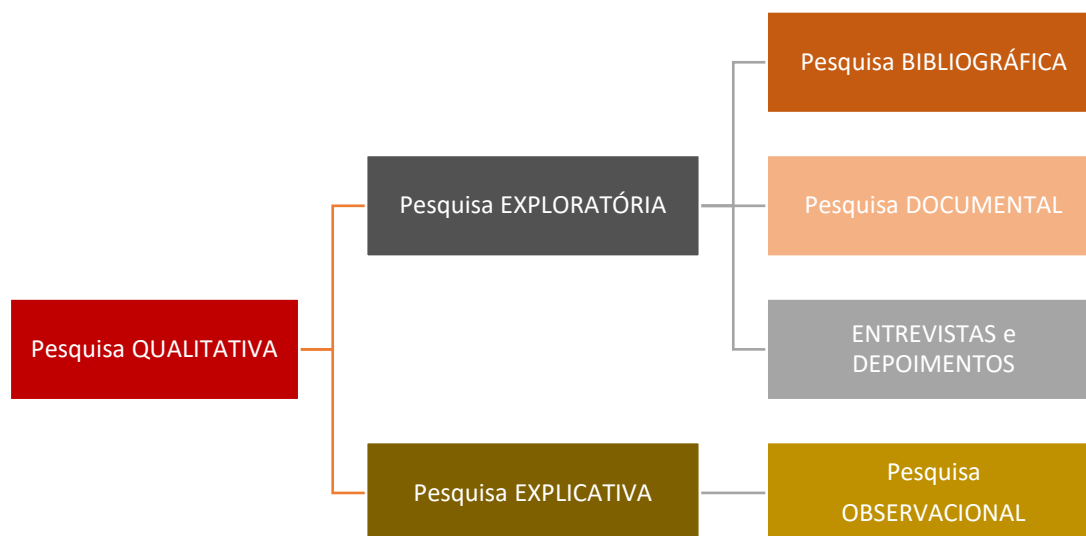 Pesquisa BIBLIOGRÁFICA
Pesquisa EXPLORATÓRIA
Pesquisa DOCUMENTAL
Pesquisa QUALITATIVA
ENTREVISTAS e
DEPOIMENTOS
Pesquisa EXPLICATIVA
Pesquisa
OBSERVACIONAL